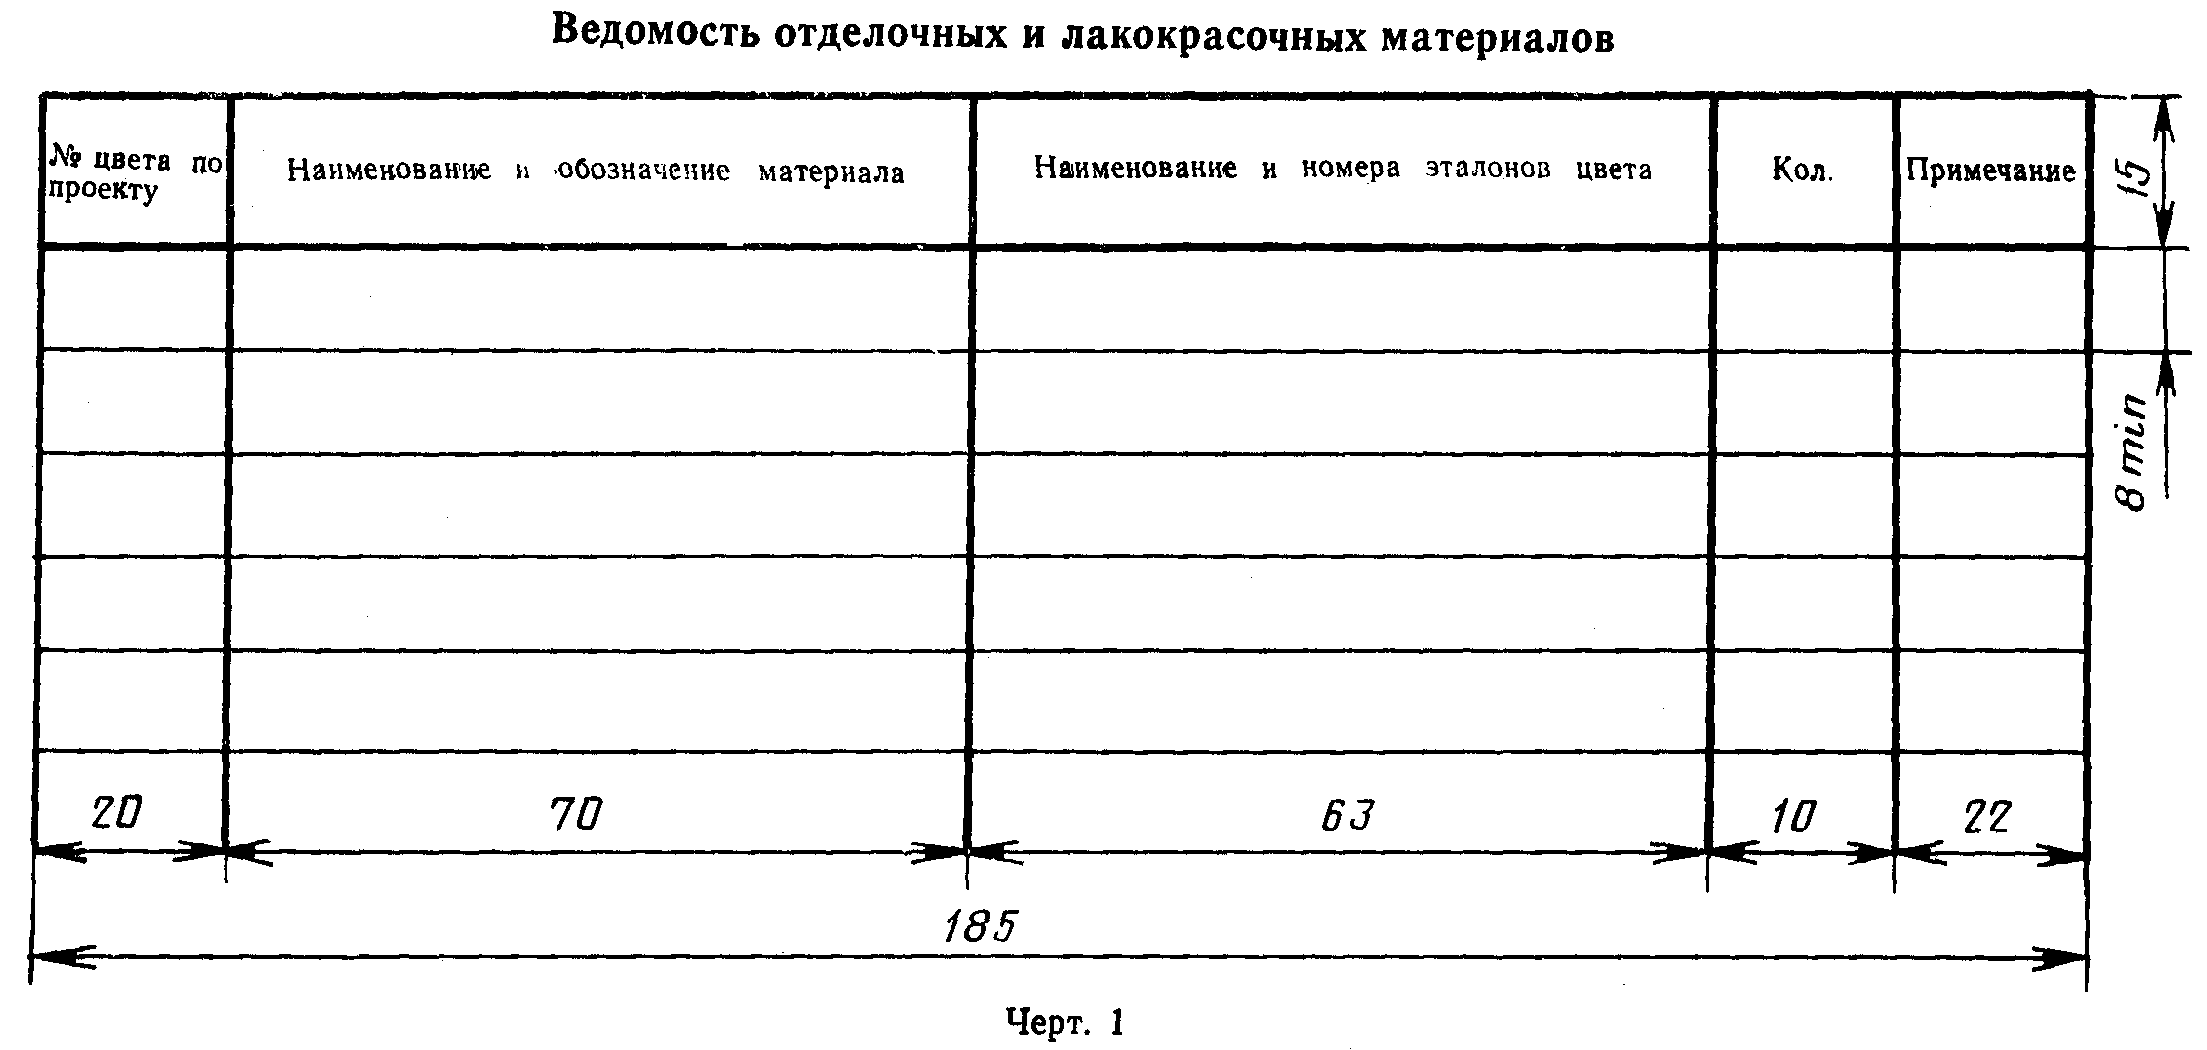 Ведомость отделочных и лакокрасочных материалов
№ цвета по
проекту
Наименование и обозначение материала
Наименование и номера эталонов цвета
Кол.
Примечание
15
8 min
20
70
63
10
22
185
Черт. 1